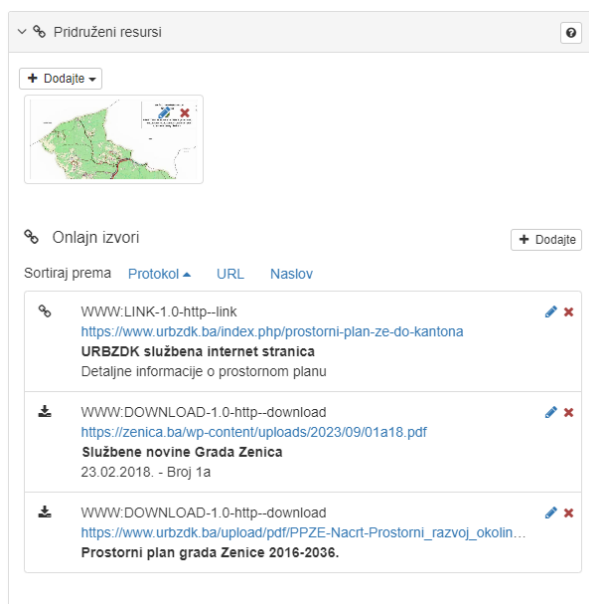 Pridruženi resursi
Dodajte
Onlajn izvori
Dodajte
Sortiraj prema Protokol URL Naslov
WWW:LINK-1.0-http--link
https://www.urbzdk.ba/index.php/prostorni-plan-ze-do-kantona
URBZDK službena internet stranica
Detaljne informacije o prostornom planu
WWW:DOWNLOAD-1.0-http--download
https://zenica.ba/wp-content/uploads/2023/09/01a18.pdf
Službene novine Grada Zenica
23.02.2018. - Broj 1a
WWW:DOWNLOAD-1.0-http--download
https://www.urbzdk.ba/upload/pdf/PPZE-Nacrt-Prostorni_razvoj_okolin...
Prostorni plan grada Zenice 2016-2036.